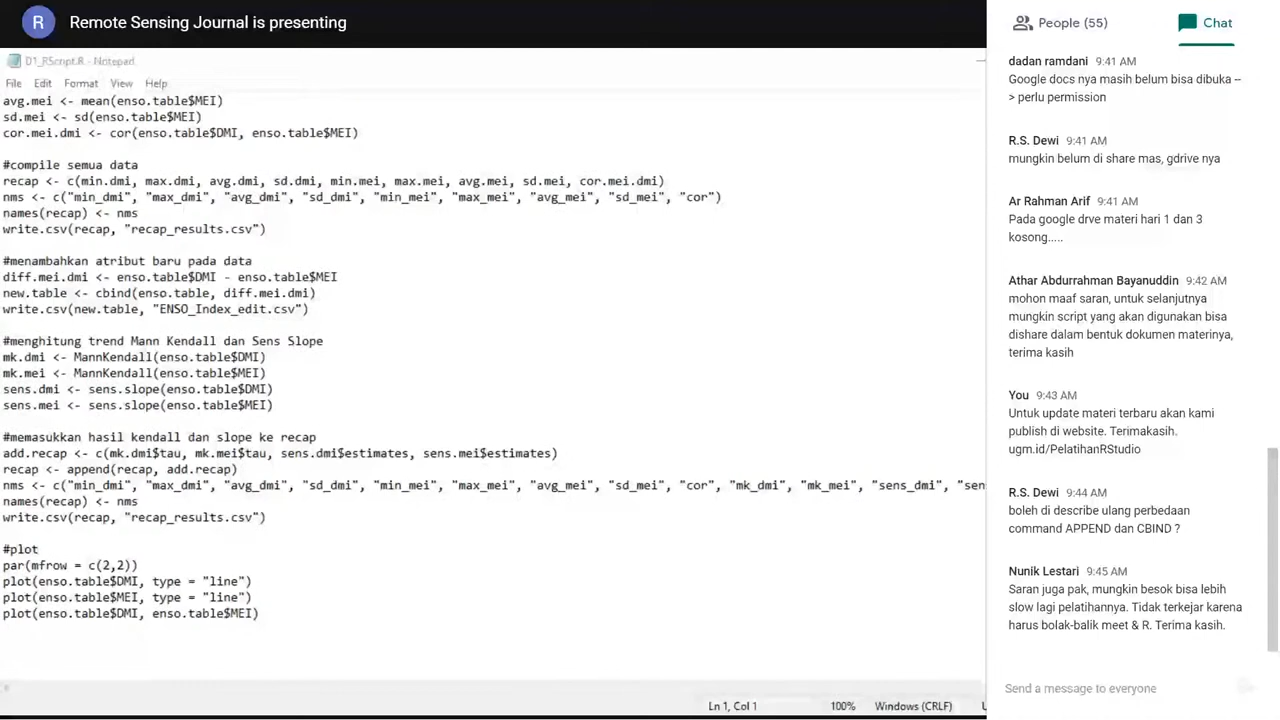 R Remote Sensing Journal is presenting
D1_RScript.R - Notepad
File Edit Format View Help
avg.mei <- mean(enso.table$MEI)
sd.mei <- sd(enso.table$MEI)
cor.mei.dmi <- cor(enso.table$DMI, enso.table$MEI)
#compile semua data
recap <- c(min.dmi, max.dmi, avg.dmi, sd.dmi, min.mei, max.mei, avg.mei, sd.mei, cor.mei.dmi)
nms <- c("min_dmi", "max_dmi", "avg_dmi", "sd_dmi", "min_mei", "max_mei", "avg_mei", "sd_mei", "cor")
names(recap) <- nms
write.csv(recap, "recap_results.csv")
#menambahkan atribut baru pada data
diff.mei.dmi <- enso.table$DMI - enso.table$MEI
new.table <- cbind(enso.table, diff.mei.dmi)
write.csv(new.table, "ENSO_Index_edit.csv")
#menghitung trend Mann Kendall dan Sens Slope
mk.dmi <- MannKendall(enso.table$DMI)
mk.mei <- MannKendall(enso.table$MEI)
sens.dmi <- sens.slope(enso.table$DMI)
sens.mei <- sens.slope(enso.table$MEI)
#memasukkan hasil kendall dan slope ke recap
add.recap <- c(mk.dmi$tau, mk.mei$tau, sens.dmi$estimates, sens.mei$estimates)
recap <- append(recap, add.recap)
nms <- c("min_dmi", "max_dmi", "avg_dmi", "sd_dmi", "min_mei", "max_mei", "avg_mei", "sd_mei", "cor", "mk_dmi", "mk_mei", "sens_dmi", "sens
names(recap) <- nms
write.csv(recap, "recap_results.csv")
#plot
par(mfrow = c(2,2))
plot(enso.table$DMI, type = "line")
plot(enso.table$MEI, type = "line")
plot(enso.table$DMI, enso.table$MEI)
Ln 1, Col 1 100% Windows (CRLF)
People (55) Chat
dadan ramdani 9:41 AM
Google docs nya masih belum bisa dibuka --
> perlu permission
R.S. Dewi 9:41 AM
mungkin belum di share mas, gdrive nya
Ar Rahman Arif 9:41 AM
Pada google drve materi hari 1 dan 3
kosong.....
Athar Abdurrahman Bayanuddin 9:42 AM
mohon maaf saran, untuk selanjutnya
mungkin script yang akan digunakan bisa
dishare dalam bentuk dokumen materinya,
terima kasih
You 9:43 AM
Untuk update materi terbaru akan kami
publish di website. Terimakasih.
ugm.id/PelatihanRStudio
R.S. Dewi 9:44 AM
boleh di describe ulang perbedaan
command APPEND dan CBIND ?
Nunik Lestari 9:45 AM
Saran juga pak, mungkin besok bisa lebih
slow lagi pelatihannya. Tidak terkejar karena
harus bolak-balik meet & R. Terima kasih.
Send a message to everyone